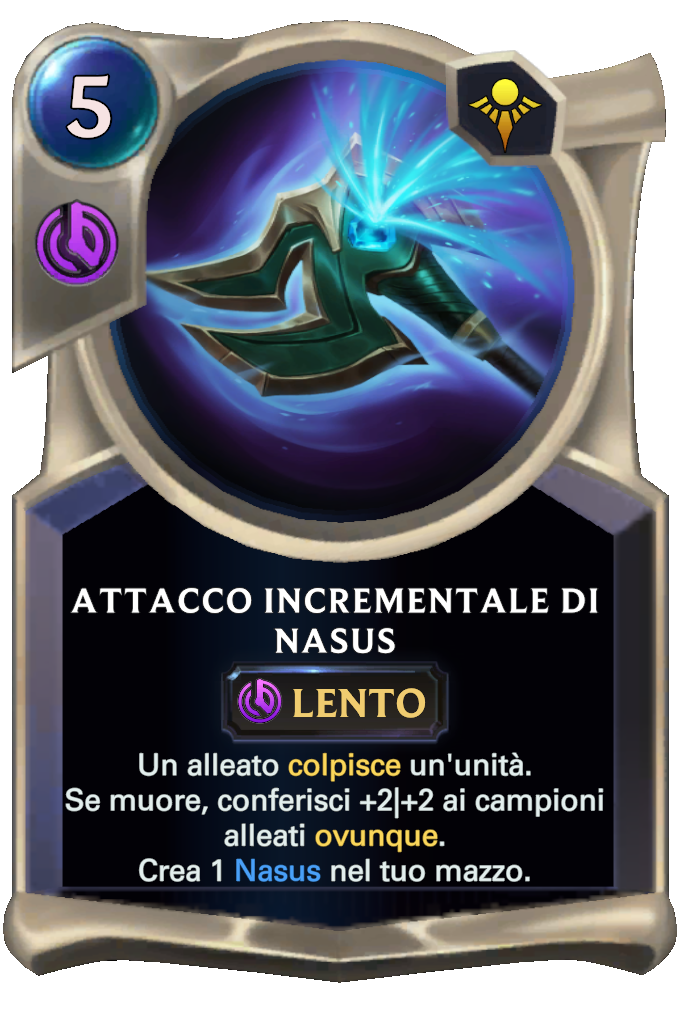 5
ATTACCO INCREMENTALE DI
NASUS
LENTO
Un alleato colpisce un'unità.
Se muore, conferisci +2|+2 ai campioni
alleati ovunque.
Crea 1 Nasus nel tuo mazzo.